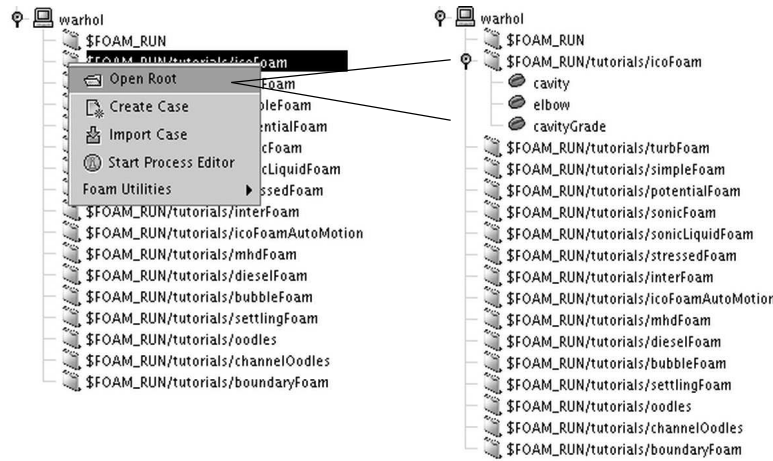 warhol
$FOAM_RUN
$FOAM_RUN/tutorials/icoFoam
Open Root
Create Case
Import Case
Start Process Editor
Foam Utilities
Foam
bleFoam
entialFoam
icFoam
icLiquidFoam
essedFoam
$FOAM_RUN/tutorials/interFoam
$FOAM_RUN/tutorials/icoFoamAutoMotion
$FOAM_RUN/tutorials/mhdFoam
$FOAM_RUN/tutorials/dieselFoam
$FOAM_RUN/tutorials/bubbleFoam
$FOAM_RUN/tutorials/settlingFoam
$FOAM_RUN/tutorials/oodles
$FOAM_RUN/tutorials/channelOodles
$FOAM_RUN/tutorials/boundaryFoam
warhol
$FOAM_RUN
$FOAM_RUN/tutorials/icoFoam
cavity
elbow
cavityGrade
$FOAM_RUN/tutorials/turbFoam
$FOAM_RUN/tutorials/simpleFoam
$FOAM_RUN/tutorials/potentialFoam
$FOAM_RUN/tutorials/sonicFoam
$FOAM_RUN/tutorials/sonicLiquidFoam
$FOAM_RUN/tutorials/stressedFoam
$FOAM_RUN/tutorials/interFoam
$FOAM_RUN/tutorials/icoFoamAutoMotion
$FOAM_RUN/tutorials/mhdFoam
$FOAM_RUN/tutorials/dieselFoam
$FOAM_RUN/tutorials/bubbleFoam
$FOAM_RUN/tutorials/settlingFoam
$FOAM_RUN/tutorials/oodles
$FOAM_RUN/tutorials/channelOodles
$FOAM_RUN/tutorials/boundaryFoam